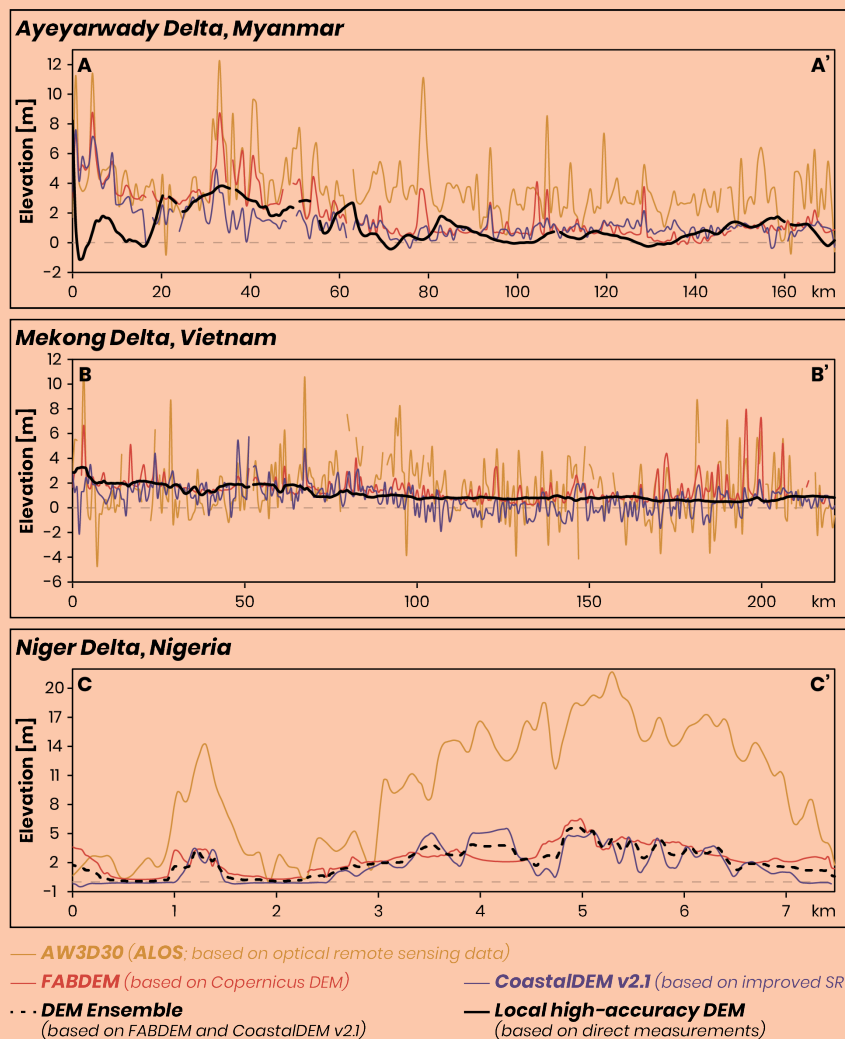 Ayeyarwady Delta, Myanmar
A
A’
Elevation [m]
12
10
8
6
4
2
0
−2
0 20 40 60 80 100 120 140 160 km
Mekong Delta, Vietnam
B
B’
Elevation [m]
12
10
8
6
4
2
0
−2
−4
−6
0 50 100 150 200 km
Niger Delta, Nigeria
C
C’
Elevation [m]
20
17
14
11
8
5
2
−1
0 1 2 3 4 5 6 7 km
AW3D30 (ALOS; based on optical remote sensing data)
FABDEM (based on Copernicus DEM)
CoastalDEM v2.1 (based on improved SR
DEM Ensemble
(based on FABDEM and CoastalDEM v2.1)
Local high-accuracy DEM
(based on direct measurements)